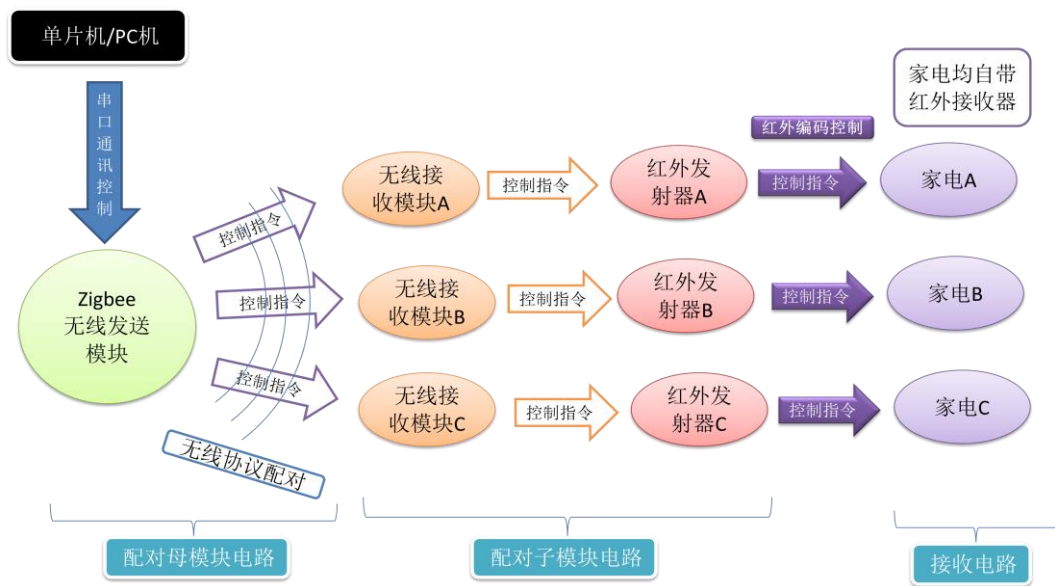 单片机/PC机
串口通讯控制
Zigbee
无线发送
模块
控制指令
控制指令
控制指令
无线协议配对
无线接
收模块A
控制指令
红外发
射器A
红外编码控制
控制指令
家电均自带
红外接收器
家电A
无线接
收模块B
控制指令
红外发
射器B
控制指令
家电B
无线接
收模块C
控制指令
红外发
射器C
控制指令
家电C
配对母模块电路
配对子模块电路
接收电路